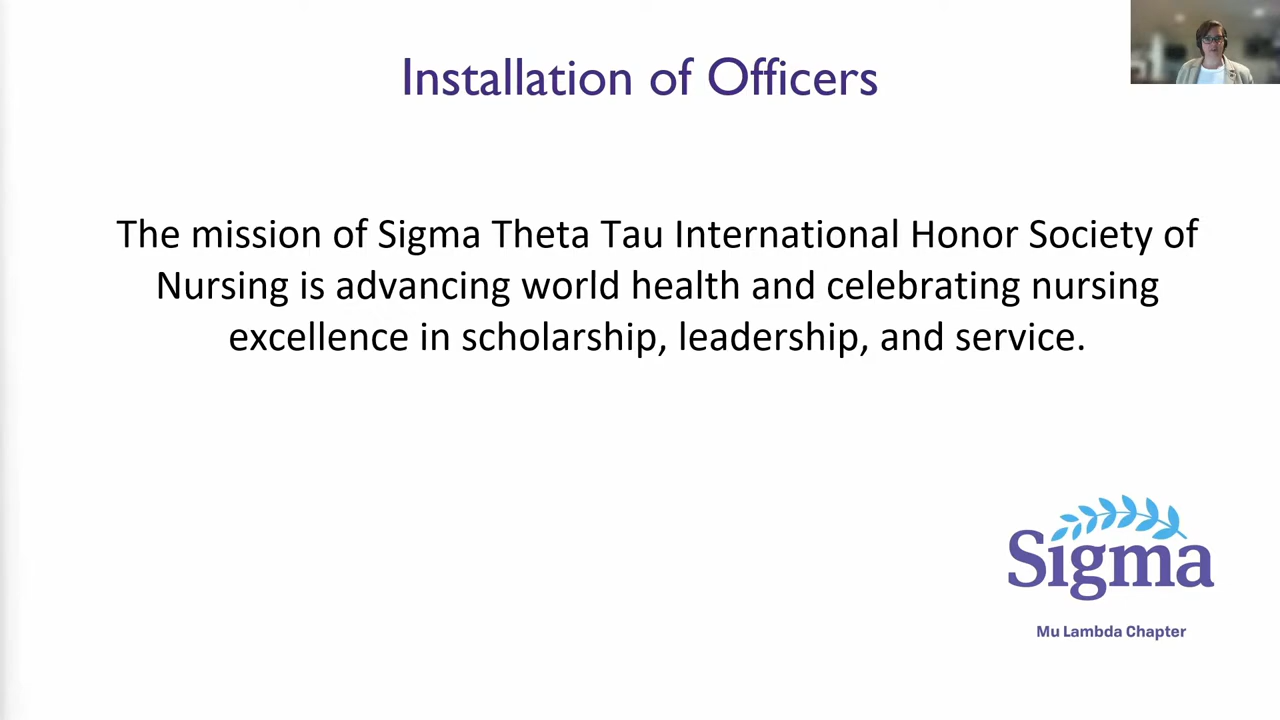 Installation of Officers
The mission of Sigma Theta Tau International Honor Society of
Nursing is advancing world health and celebrating nursing
excellence in scholarship, leadership, and service.
Sigma
Mu Lambda Chapter